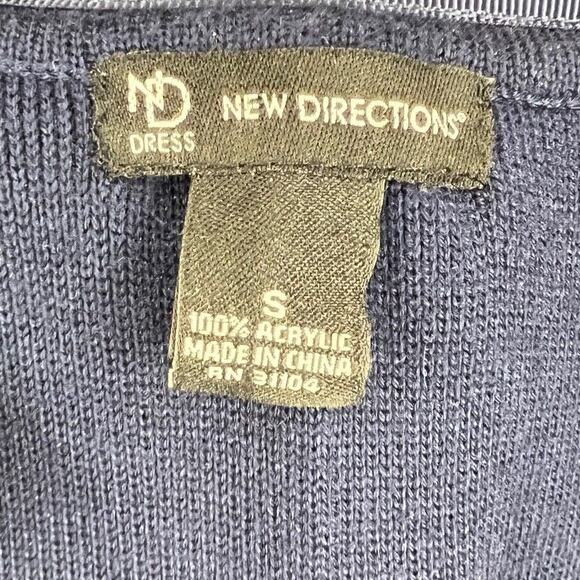 ND
DRESS
NEW DIRECTIONS®
S
100% ACRYLIC
MADE IN CHINA
RN 31104